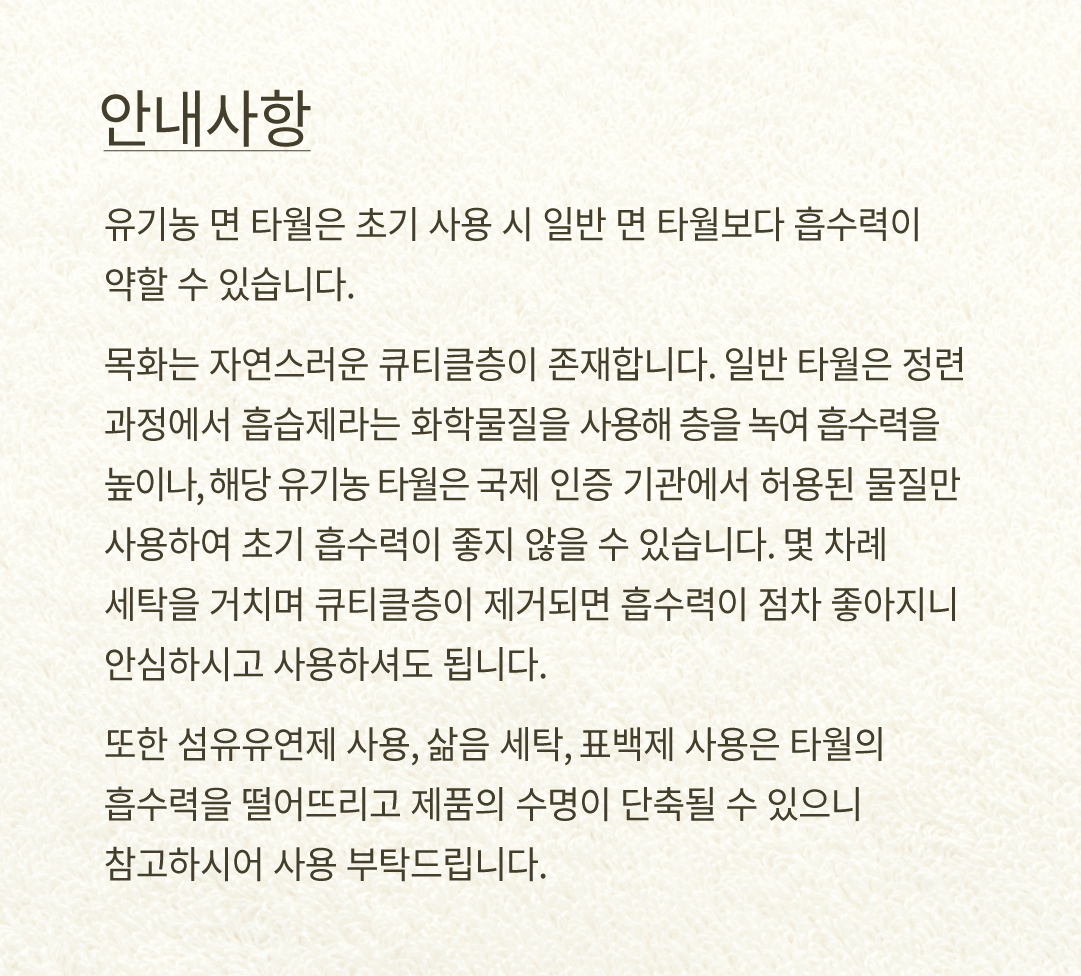 안내사항
유기농 면 타월은 초기 사용 시 일반 면 타월보다 흡수력이
약할 수 있습니다.
목화는 자연스러운 큐티클층이 존재합니다. 일반 타월은 정련
과정에서 흡습제라는 화학물질을 사용해 층을 녹여 흡수력을
높이나, 해당 유기농 타월은 국제 인증 기관에서 허용된 물질만
사용하여 초기 흡수력이 좋지 않을 수 있습니다. 몇 차례
세탁을 거치며 큐티클층이 제거되면 흡수력이 점차 좋아지니
안심하시고 사용하셔도 됩니다.
또한 섬유유연제 사용, 삶음 세탁, 표백제 사용은 타월의
흡수력을 떨어뜨리고 제품의 수명이 단축될 수 있으니
참고하시어 사용 부탁드립니다.